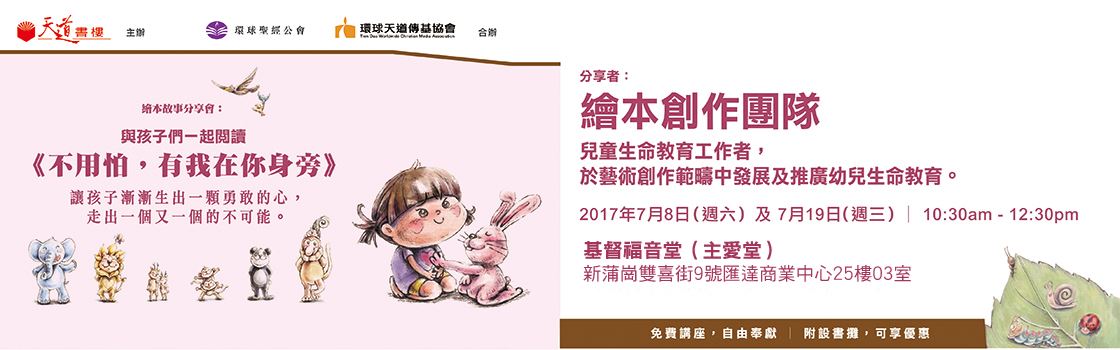 天道書樓 主辦 環球聖經公會 環球天道傳基協會 合辦
Tien Dao Worldwide Christian Media Association
繪本故事分享會：
與孩子們一起閱讀
《不用怕，有我在你身旁》
讓孩子漸漸生出一顆勇敢的心，
走出一個又一個的不可能。
分享者：
繪本創作團隊
兒童生命教育工作者，
於藝術創作範疇中發展及推廣幼兒生命教育。
2017年7月8日（週六）及 7月19日（週三）｜ 10:30am - 12:30pm
基督福音堂（主愛堂）
新蒲崗雙喜街9號匯達商業中心25樓03室
免費講座，自由奉獻 ｜ 附設書攤，可享優惠